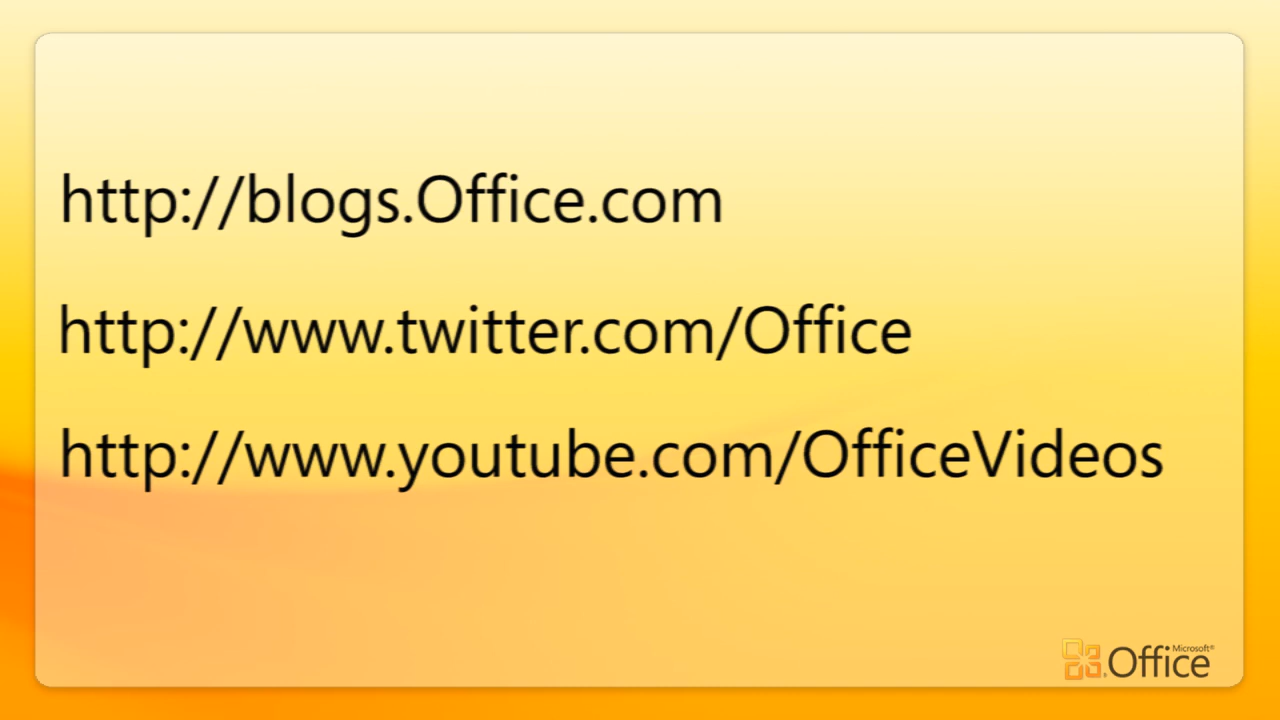 http://blogs.Office.com
http://www.twitter.com/Office
http://www.youtube.com/OfficeVideos
Microsoft®
Office